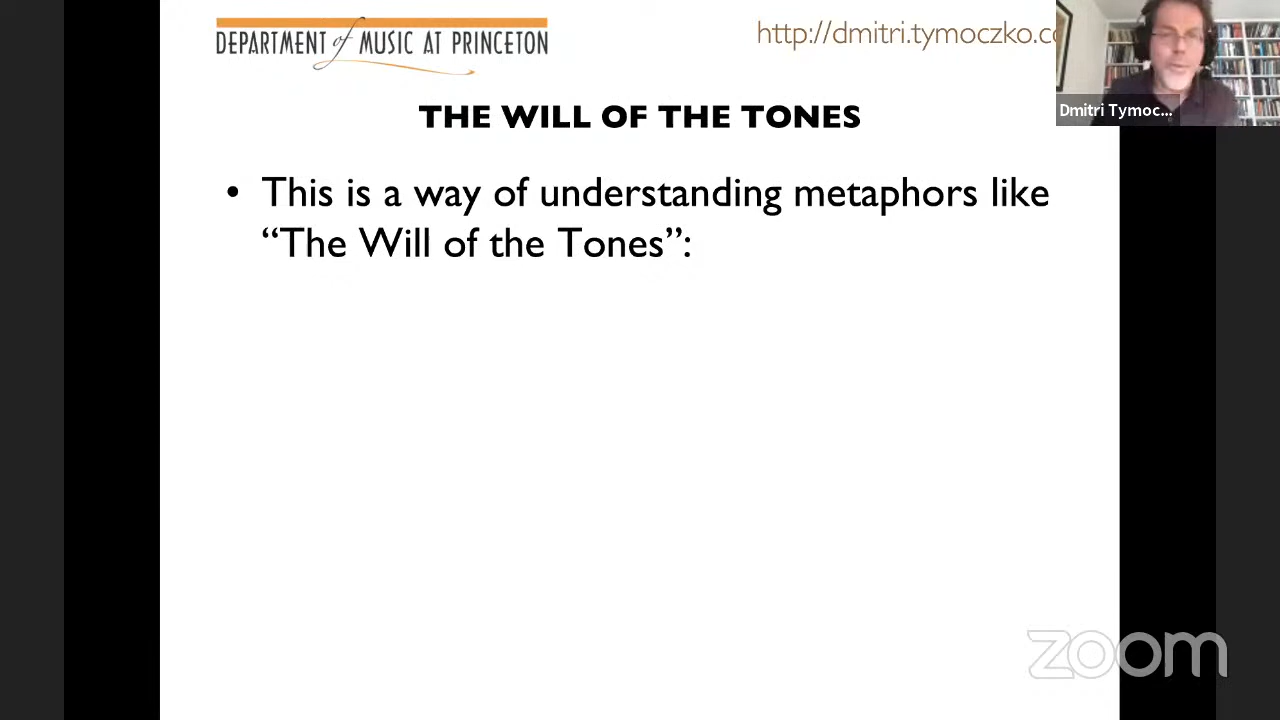 DEPARTMENT of MUSIC AT PRINCETON
http://dmitri.tymoczko.co
Dmitri Tymoc...
THE WILL OF THE TONES
• This is a way of understanding metaphors like
“The Will of the Tones”:
zoom